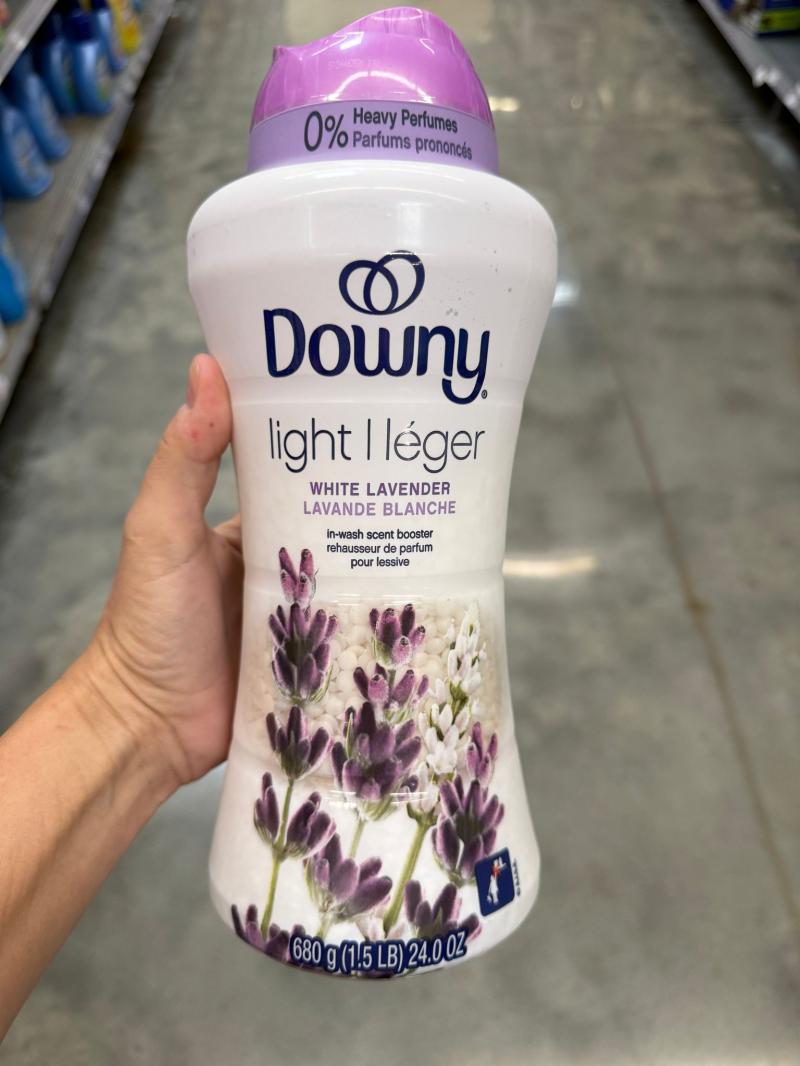 0% Heavy Perfumes
Parfums prononcés
Downy
light | léger
WHITE LAVENDER
LAVANDE BLANCHE
in-wash scent booster
rehausseur de parfum
pour lessive
680 g (1.5 LB) 24.0 OZ